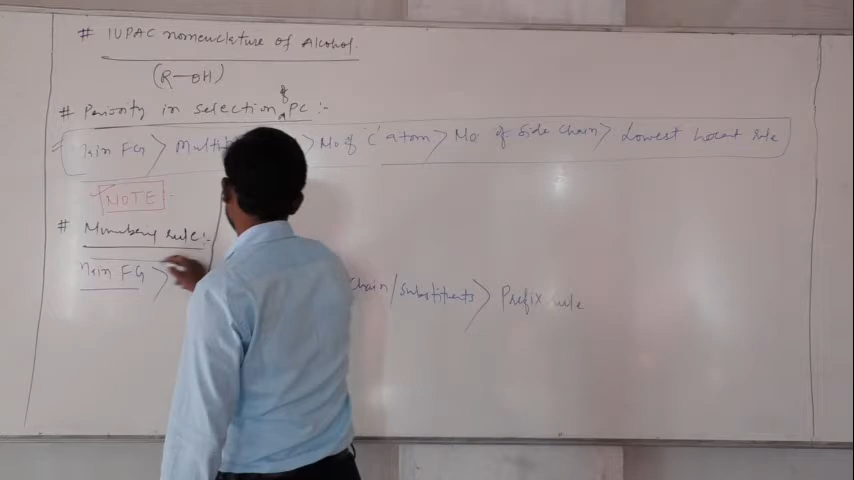 # IUPAC nomenclature of Alcohol.
(R-OH)
# Periority in selection of PC :-
Main FG > Multi > No of 'C' atom > No of side chain > Lowest locant rule
NOTE :-
# Numbering rule :-
Main FG > chain/substituents > Prefix rule